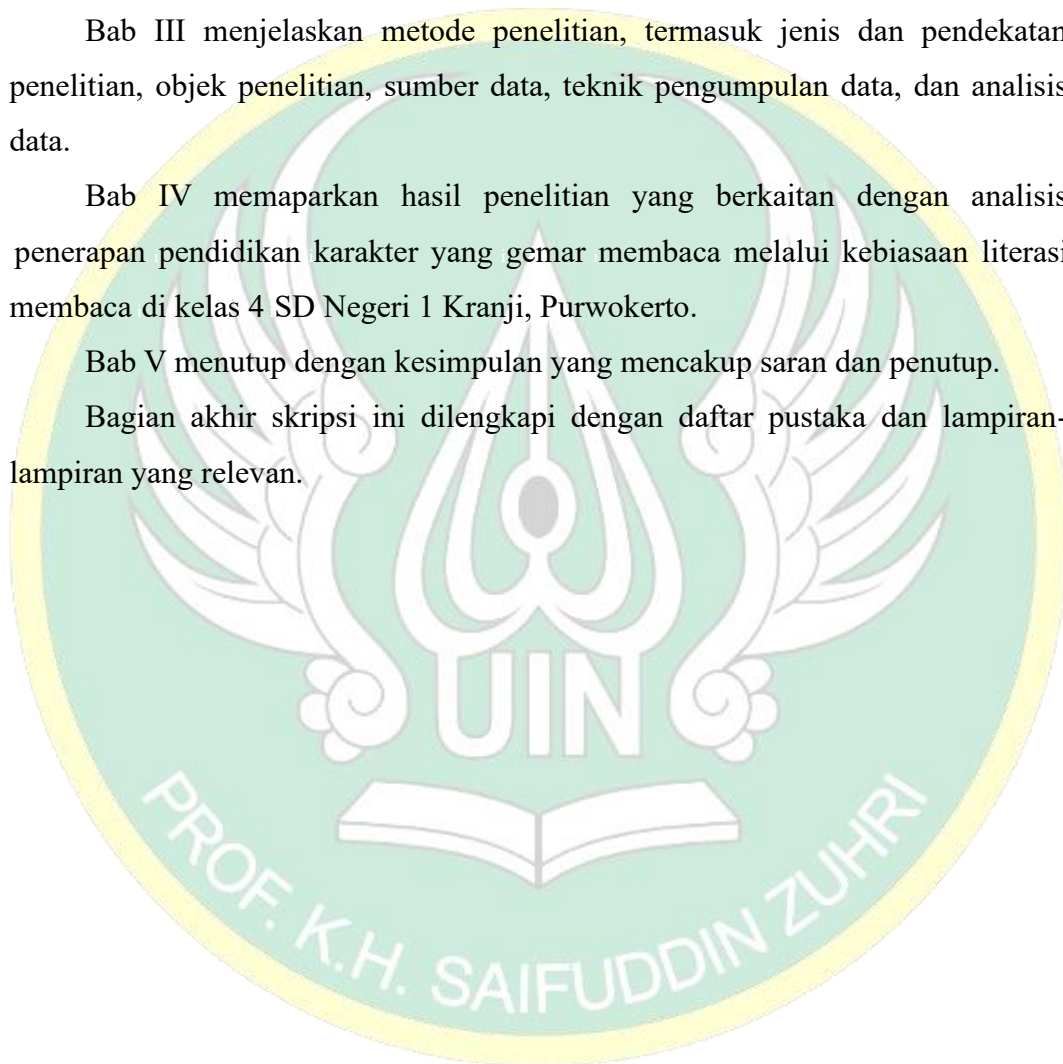 Bab III menjelaskan metode penelitian, termasuk jenis dan pendekatan
penelitian, objek penelitian, sumber data, teknik pengumpulan data, dan analisis
data.
Bab IV memaparkan hasil penelitian yang berkaitan dengan analisis
penerapan pendidikan karakter yang gemar membaca melalui kebiasaan literasi
membaca di kelas 4 SD Negeri 1 Kranji, Purwokerto.
Bab V menutup dengan kesimpulan yang mencakup saran dan penutup.
Bagian akhir skripsi ini dilengkapi dengan daftar pustaka dan lampiran-
lampiran yang relevan.
UIN
PROF. K.H. SAIFUDDIN ZUHRI